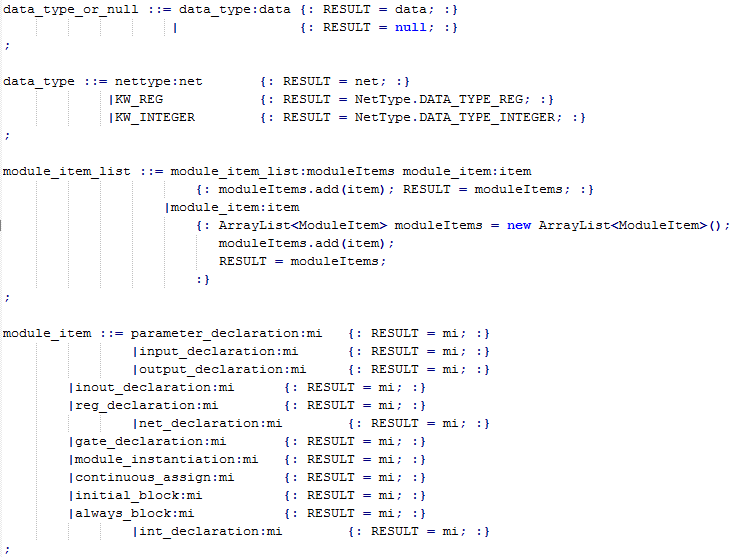 data_type_or_null ::= data_type:data {: RESULT = data; :}
| {: RESULT = null; :}
;
data_type ::= nettype:net {: RESULT = net; :}
|KW_REG {: RESULT = NetType.DATA_TYPE_REG; :}
|KW_INTEGER {: RESULT = NetType.DATA_TYPE_INTEGER; :}
;
module_item_list ::= module_item_list:moduleItems module_item:item
{: moduleItems.add(item); RESULT = moduleItems; :}
|module_item:item
{: ArrayList<ModuleItem> moduleItems = new ArrayList<ModuleItem>();
moduleItems.add(item);
RESULT = moduleItems;
:}
;
module_item ::= parameter_declaration:mi {: RESULT = mi; :}
|input_declaration:mi {: RESULT = mi; :}
|output_declaration:mi {: RESULT = mi; :}
|inout_declaration:mi {: RESULT = mi; :}
|reg_declaration:mi {: RESULT = mi; :}
|net_declaration:mi {: RESULT = mi; :}
|gate_declaration:mi {: RESULT = mi; :}
|module_instantiation:mi {: RESULT = mi; :}
|continuous_assign:mi {: RESULT = mi; :}
|initial_block:mi {: RESULT = mi; :}
|always_block:mi {: RESULT = mi; :}
|int_declaration:mi {: RESULT = mi; :}
;